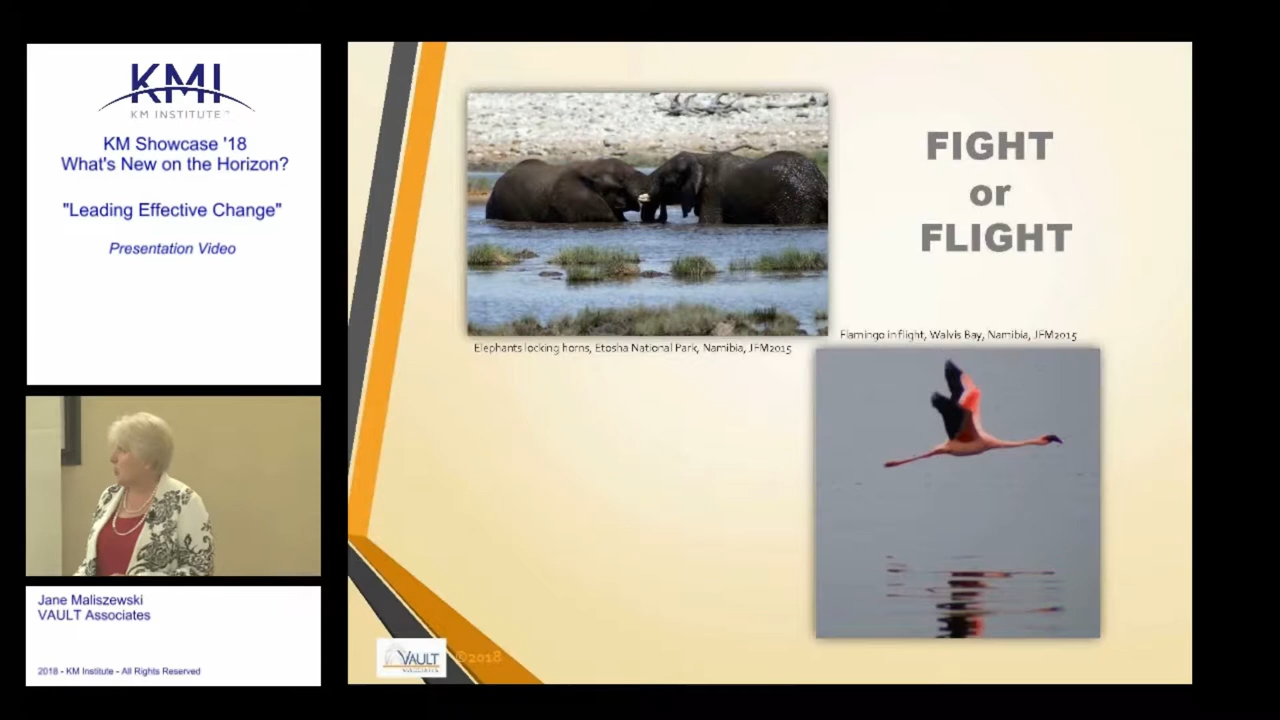 KMI
KM INSTITUTE
KM Showcase '18
What's New on the Horizon?
"Leading Effective Change"
Presentation Video
Jane Maliszewski
VAULT Associates
2018 - KM Institute - All Rights Reserved
FIGHT
or
FLIGHT
Elephants locking horns, Etosha National Park, Namibia, JFM2015
Flamingo in flight, Walvis Bay, Namibia, JFM2015
VAULT
©2018